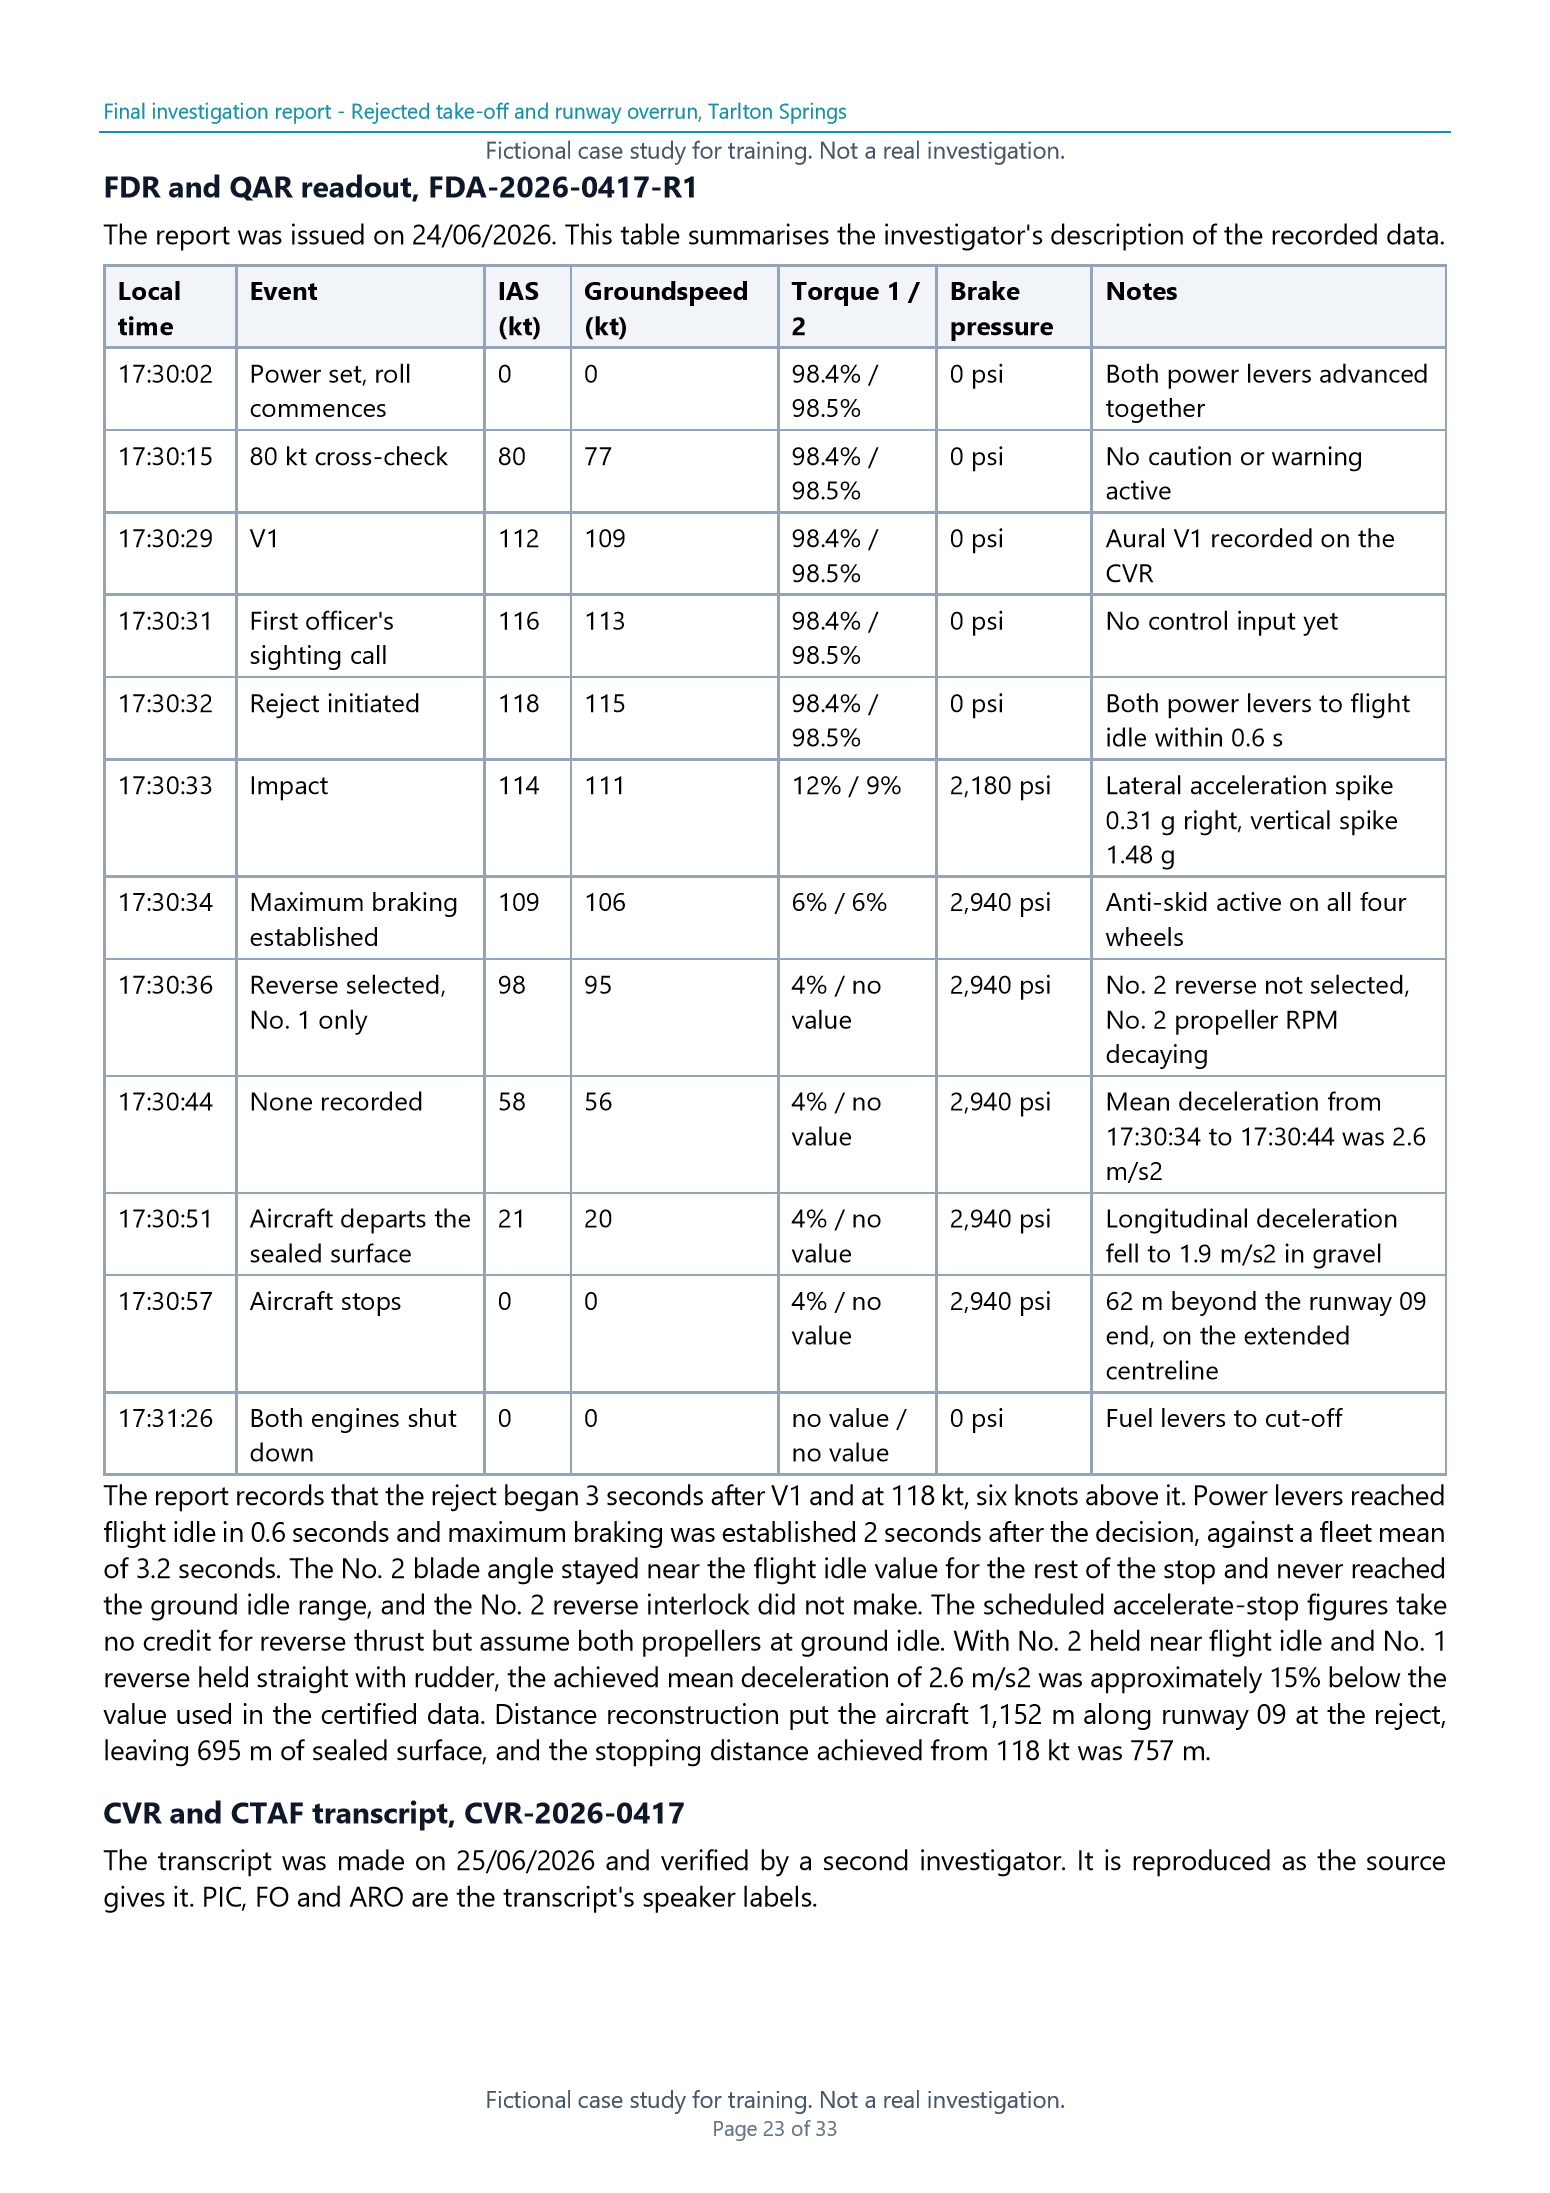 Final investigation report - Rejected take-off and runway overrun, Tarlton Springs
Fictional case study for training. Not a real investigation.
FDR and QAR readout, FDA-2026-0417-R1
The report was issued on 24/06/2026. This table summarises the investigator's description of the recorded data.
Local time | Event | IAS (kt) | Groundspeed (kt) | Torque 1 / 2 | Brake pressure | Notes
17:30:02 | Power set, roll commences | 0 | 0 | 98.4% / 98.5% | 0 psi | Both power levers advanced together
17:30:15 | 80 kt cross-check | 80 | 77 | 98.4% / 98.5% | 0 psi | No caution or warning active
17:30:29 | V1 | 112 | 109 | 98.4% / 98.5% | 0 psi | Aural V1 recorded on the CVR
17:30:31 | First officer's sighting call | 116 | 113 | 98.4% / 98.5% | 0 psi | No control input yet
17:30:32 | Reject initiated | 118 | 115 | 98.4% / 98.5% | 0 psi | Both power levers to flight idle within 0.6 s
17:30:33 | Impact | 114 | 111 | 12% / 9% | 2,180 psi | Lateral acceleration spike 0.31 g right, vertical spike 1.48 g
17:30:34 | Maximum braking established | 109 | 106 | 6% / 6% | 2,940 psi | Anti-skid active on all four wheels
17:30:36 | Reverse selected, No. 1 only | 98 | 95 | 4% / no value | 2,940 psi | No. 2 reverse not selected, No. 2 propeller RPM decaying
17:30:44 | None recorded | 58 | 56 | 4% / no value | 2,940 psi | Mean deceleration from 17:30:34 to 17:30:44 was 2.6 m/s2
17:30:51 | Aircraft departs the sealed surface | 21 | 20 | 4% / no value | 2,940 psi | Longitudinal deceleration fell to 1.9 m/s2 in gravel
17:30:57 | Aircraft stops | 0 | 0 | 4% / no value | 2,940 psi | 62 m beyond the runway 09 end, on the extended centreline
17:31:26 | Both engines shut down | 0 | 0 | no value / no value | 0 psi | Fuel levers to cut-off
The report records that the reject began 3 seconds after V1 and at 118 kt, six knots above it. Power levers reached
flight idle in 0.6 seconds and maximum braking was established 2 seconds after the decision, against a fleet mean
of 3.2 seconds. The No. 2 blade angle stayed near the flight idle value for the rest of the stop and never reached
the ground idle range, and the No. 2 reverse interlock did not make. The scheduled accelerate-stop figures take
no credit for reverse thrust but assume both propellers at ground idle. With No. 2 held near flight idle and No. 1
reverse held straight with rudder, the achieved mean deceleration of 2.6 m/s2 was approximately 15% below the
value used in the certified data. Distance reconstruction put the aircraft 1,152 m along runway 09 at the reject,
leaving 695 m of sealed surface, and the stopping distance achieved from 118 kt was 757 m.
CVR and CTAF transcript, CVR-2026-0417
The transcript was made on 25/06/2026 and verified by a second investigator. It is reproduced as the source
gives it. PIC, FO and ARO are the transcript's speaker labels.
Fictional case study for training. Not a real investigation.
Page 23 of 33